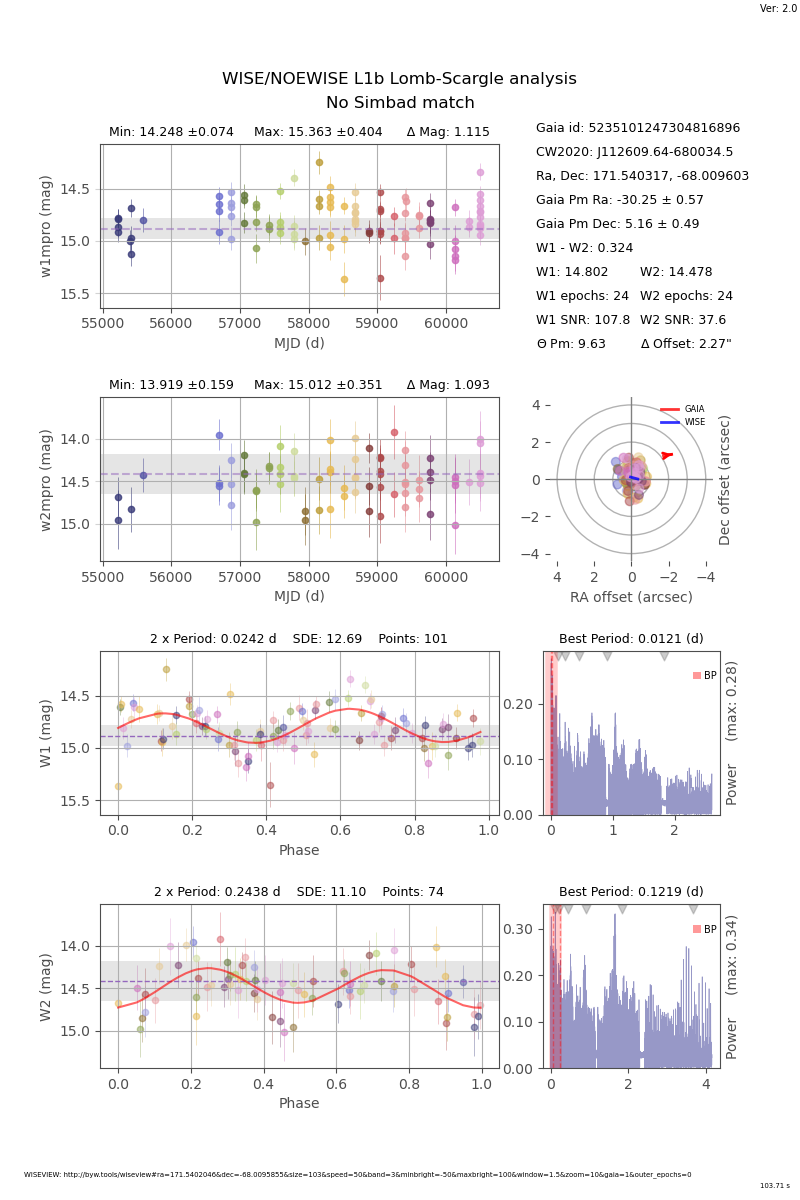 Ver: 2.0
WISE/NOEWISE L1b Lomb-Scargle analysis
No Simbad match
Min: 14.248 ±0.074 Max: 15.363 ±0.404 Δ Mag: 1.115
w1mpro (mag)
14.5
15.0
15.5
55000 56000 57000 58000 59000 60000
MJD (d)
Gaia id: 5235101247304816896
CW2020: J112609.64-680034.5
Ra, Dec: 171.540317, -68.009603
Gaia Pm Ra: -30.25 ± 0.57
Gaia Pm Dec: 5.16 ± 0.49
W1 - W2: 0.324
W1: 14.802 W2: 14.478
W1 epochs: 24 W2 epochs: 24
W1 SNR: 107.8 W2 SNR: 37.6
Θ Pm: 9.63 Δ Offset: 2.27"
Min: 13.919 ±0.159 Max: 15.012 ±0.351 Δ Mag: 1.093
w2mpro (mag)
14.0
14.5
15.0
55000 56000 57000 58000 59000 60000
MJD (d)
GAIA
WISE
4
2
0
−2
−4
4 2 0 −2 −4
RA offset (arcsec)
Dec offset (arcsec)
2 x Period: 0.0242 d SDE: 12.69 Points: 101
W1 (mag)
14.5
15.0
15.5
0.0 0.2 0.4 0.6 0.8 1.0
Phase
Best Period: 0.0121 (d)
BP
0.20
0.10
0.00
0 1 2
Power (max: 0.28)
2 x Period: 0.2438 d SDE: 11.10 Points: 74
W2 (mag)
14.0
14.5
15.0
0.0 0.2 0.4 0.6 0.8 1.0
Phase
Best Period: 0.1219 (d)
BP
0.30
0.20
0.10
0.00
0 2 4
Power (max: 0.34)
WISEVIEW: http://byw.tools/wiseview#ra=171.5402046&dec=-68.0095855&size=103&speed=50&band=3&minbright=-50&maxbright=100&window=1.5&zoom=10&gaia=1&outer_epochs=0
103.71 s